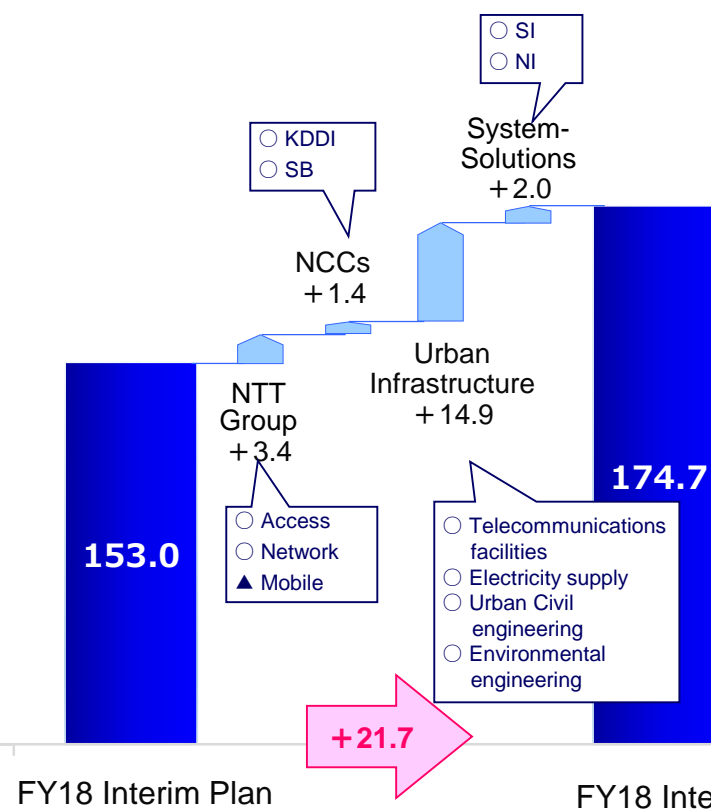 ○ SI
○ NI
System-
Solutions
+2.0
○ KDDI
○ SB
NCCs
+1.4
Urban
Infrastructure
+14.9
NTT
Group
+3.4
174.7
153.0
○ Access
○ Network
▲ Mobile
○ Telecommunications
facilities
○ Electricity supply
○ Urban Civil
engineering
○ Environmental
engineering
+21.7
FY18 Interim Plan
FY18 Inte